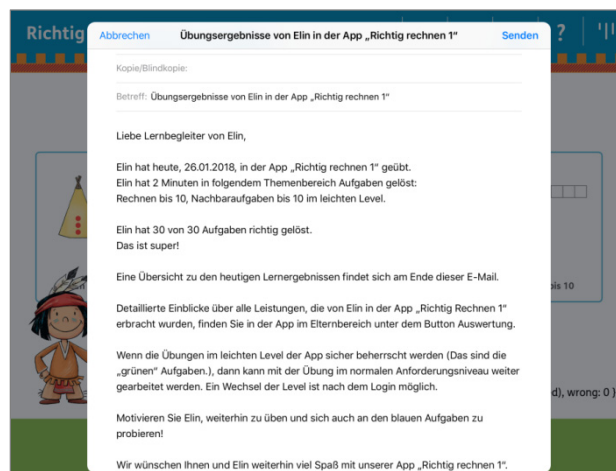 Richtig
Abbrechen Übungsergebnisse von Elin in der App „Richtig rechnen 1“ Senden
?
Kopie/Blindkopie:
Betreff: Übungsergebnisse von Elin in der App „Richtig rechnen 1“
Liebe Lernbegleiter von Elin,
Elin hat heute, 26.01.2018, in der App „Richtig rechnen 1“ geübt.
Elin hat 2 Minuten in folgendem Themenbereich Aufgaben gelöst:
Rechnen bis 10, Nachbaraufgaben bis 10 im leichten Level.
Elin hat 30 von 30 Aufgaben richtig gelöst.
Das ist super!
Eine Übersicht zu den heutigen Lernergebnissen findet sich am Ende dieser E-Mail.
bis 10
Detaillierte Einblicke über alle Leistungen, die von Elin in der App „Richtig Rechnen 1“
erbracht wurden, finden Sie in der App im Elternbereich unter dem Button Auswertung.
Wenn die Übungen im leichten Level der App sicher beherrscht werden (Das sind die
„grünen“ Aufgaben.), dann kann mit der Übung im normalen Anforderungsniveau weiter
gearbeitet werden. Ein Wechsel der Level ist nach dem Login möglich.
d), wrong: 0 }
Motivieren Sie Elin, weiterhin zu üben und sich auch an den blauen Aufgaben zu
probieren!
Wir wünschen Ihnen und Elin weiterhin viel Spaß mit unserer App „Richtig rechnen 1“.